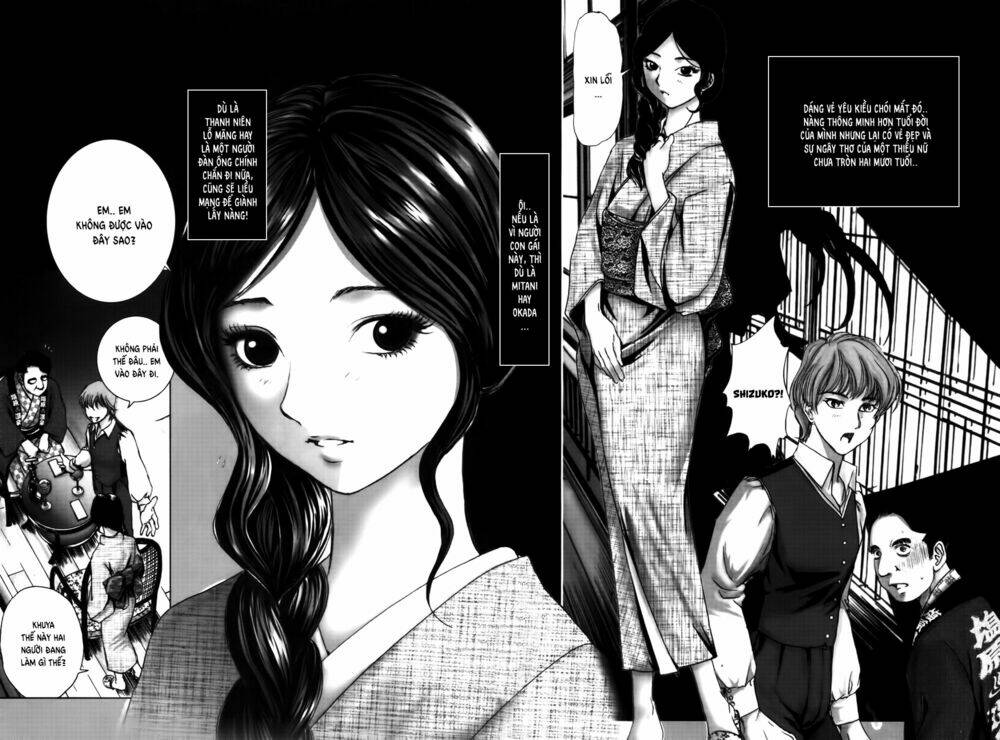 XIN LỖI
...
DÁNG VẺ YÊU KIỀU CHÓI MẮT ĐÓ..
NÀNG THÔNG MINH HƠN TUỔI ĐỜI
CỦA MÌNH NHƯNG LẠI CÓ VẺ ĐẸP VÀ
SỰ NGÂY THƠ CỦA MỘT THIẾU NỮ
CHƯA TRÒN HAI MƯƠI TUỔI..
SHIZUKO?!
ÔI..
NẾU LÀ
VÌ NGƯỜI
CON GÁI
NÀY, THÌ
DÙ LÀ
MITANI
HAY
OKADA
...
DÙ LÀ
THANH NIÊN
LỖ MÃNG HAY
LÀ MỘT NGƯỜI
ĐÀN ÔNG CHÍNH
CHẮN ĐI NỮA,
CŨNG SẼ LIỀU
MẠNG ĐỂ GIÀNH
LẤY NÀNG!
EM.. EM
KHÔNG ĐƯỢC VÀO
ĐÂY SAO?
KHÔNG PHẢI
THẾ ĐÂU.. EM
VÀO ĐÂY ĐI.
KHUYA
THẾ NÀY HAI
NGƯỜI ĐANG
LÀM GÌ THẾ?